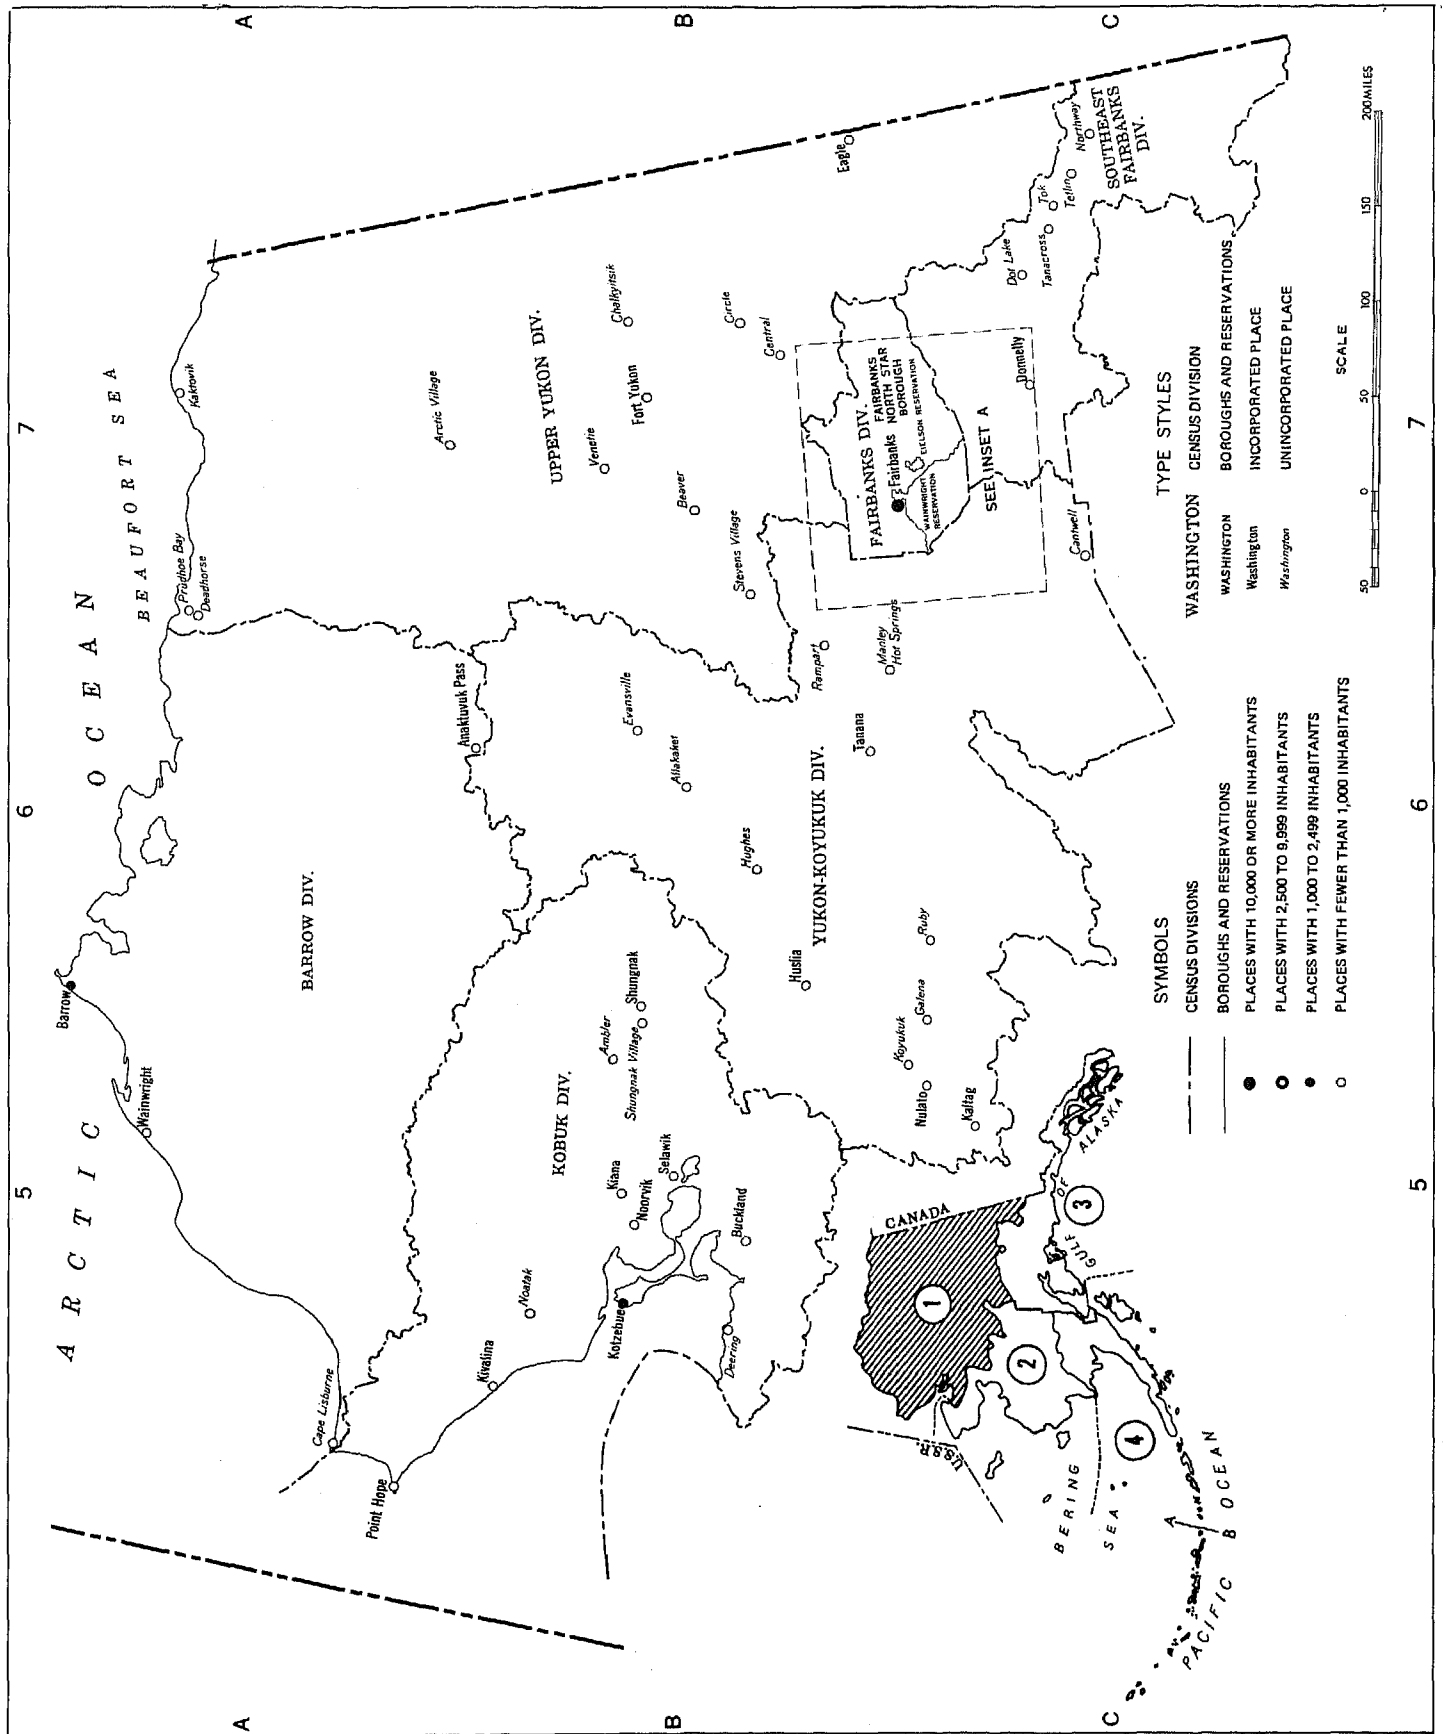 5
6
7
A
A
B
B
C
C
5
6
7
ARCTIC OCEAN
BEAUFORT SEA
Barrow
Wainwright
Cape Lisburne
Point Hope
Prudhoe Bay
Deadhorse
Kaktovik
BARROW DIV.
Anaktuvuk Pass
Arctic Village
Kivalina
Noatak
KOBUK DIV.
Ambler
Shungnak
Shungnak Village
Kiana
Noorvik
Selawik
Kotzebue
Buckland
Deering
Evansville
Allakaket
Hughes
UPPER YUKON DIV.
Venetie
Chalkyitsik
Fort Yukon
Beaver
Stevens Village
Circle
Central
Eagle
Rampart
Manley
Hot Springs
Tanana
YUKON-KOYUKUK DIV.
Huslia
Ruby
Galena
Koyukuk
Nulato
Kaltag
FAIRBANKS DIV.
FAIRBANKS
NORTH STAR
BOROUGH
Fairbanks
EIELSON RESERVATION
WAINWRIGHT
RESERVATION
SEE INSET A
Donnelly
Cantwell
Dot Lake
Tanacross
Tok
Tetlin
Northway
SOUTHEAST
FAIRBANKS
DIV.
CANADA
U.S.S.R.
1
2
3
4
GULF OF ALASKA
BERING
SEA
PACIFIC OCEAN
A
B
SYMBOLS
CENSUS DIVISIONS
BOROUGHS AND RESERVATIONS
PLACES WITH 10,000 OR MORE INHABITANTS
PLACES WITH 2,500 TO 9,999 INHABITANTS
PLACES WITH 1,000 TO 2,499 INHABITANTS
PLACES WITH FEWER THAN 1,000 INHABITANTS
TYPE STYLES
WASHINGTON CENSUS DIVISION
WASHINGTON BOROUGHS AND RESERVATIONS
Washington INCORPORATED PLACE
Washington UNINCORPORATED PLACE
SCALE
50 0 50 100 150 200 MILES